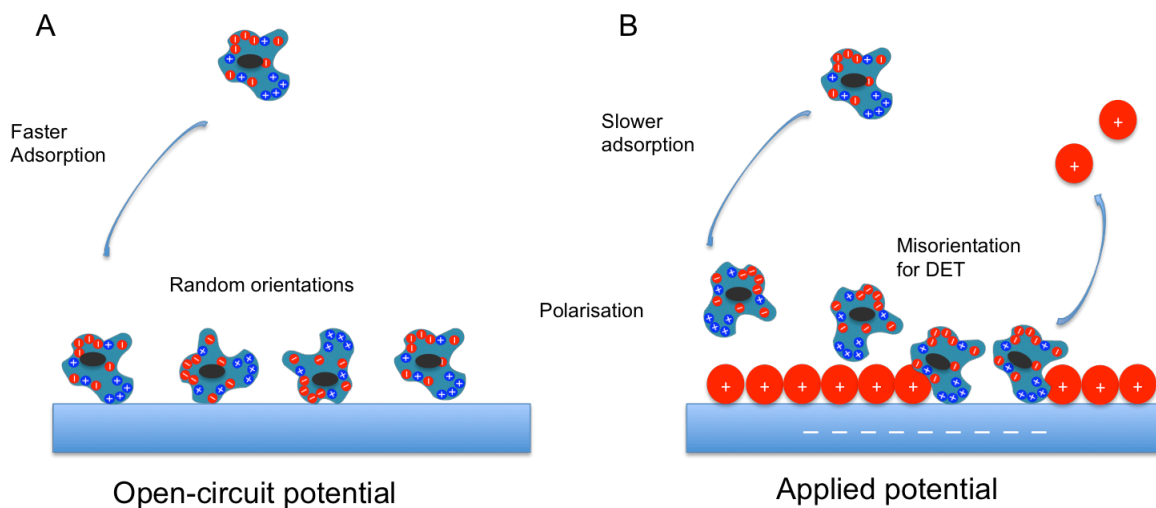 A
Faster
Adsorption
Random orientations
Open-circuit potential
B
Slower
adsorption
Misorientation
for DET
Polarisation
Applied potential